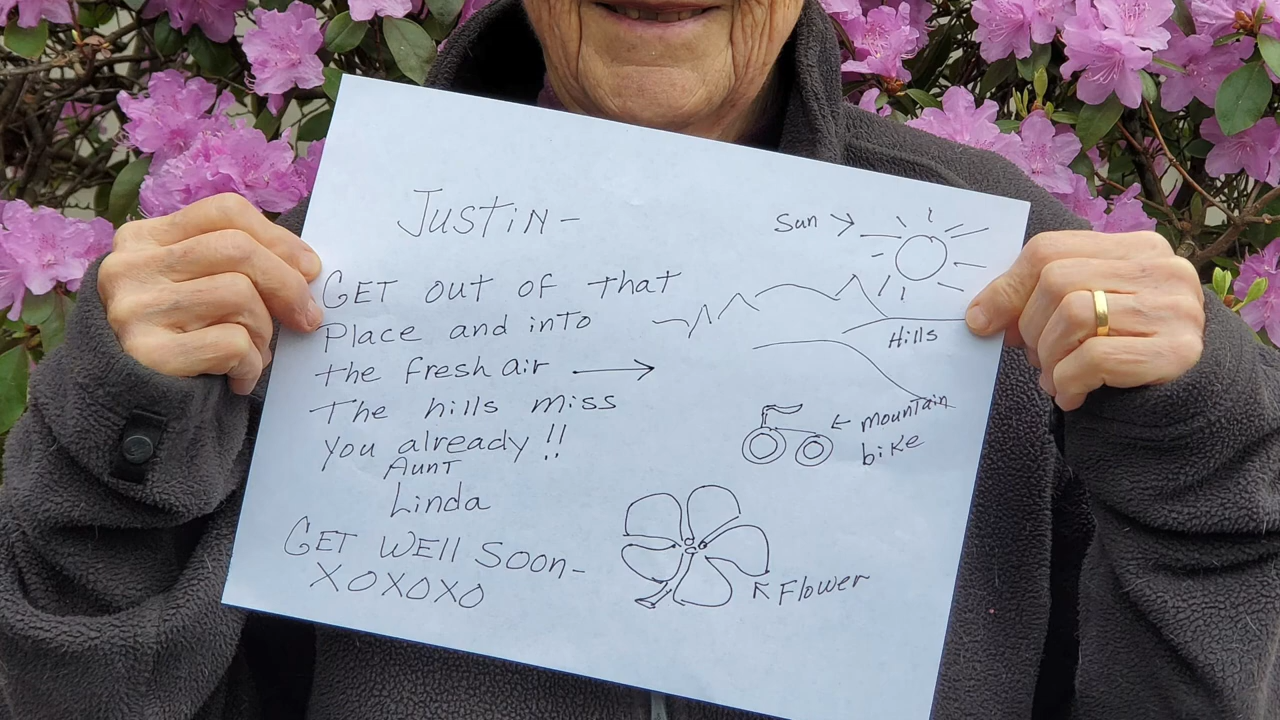 JUSTIN-
GET out of that
Place and into
the fresh air
The hills miss
you already!!
AUNT
Linda
GET WEll Soon-
XOXOXO
Sun
Hills
mountain
bike
Flower